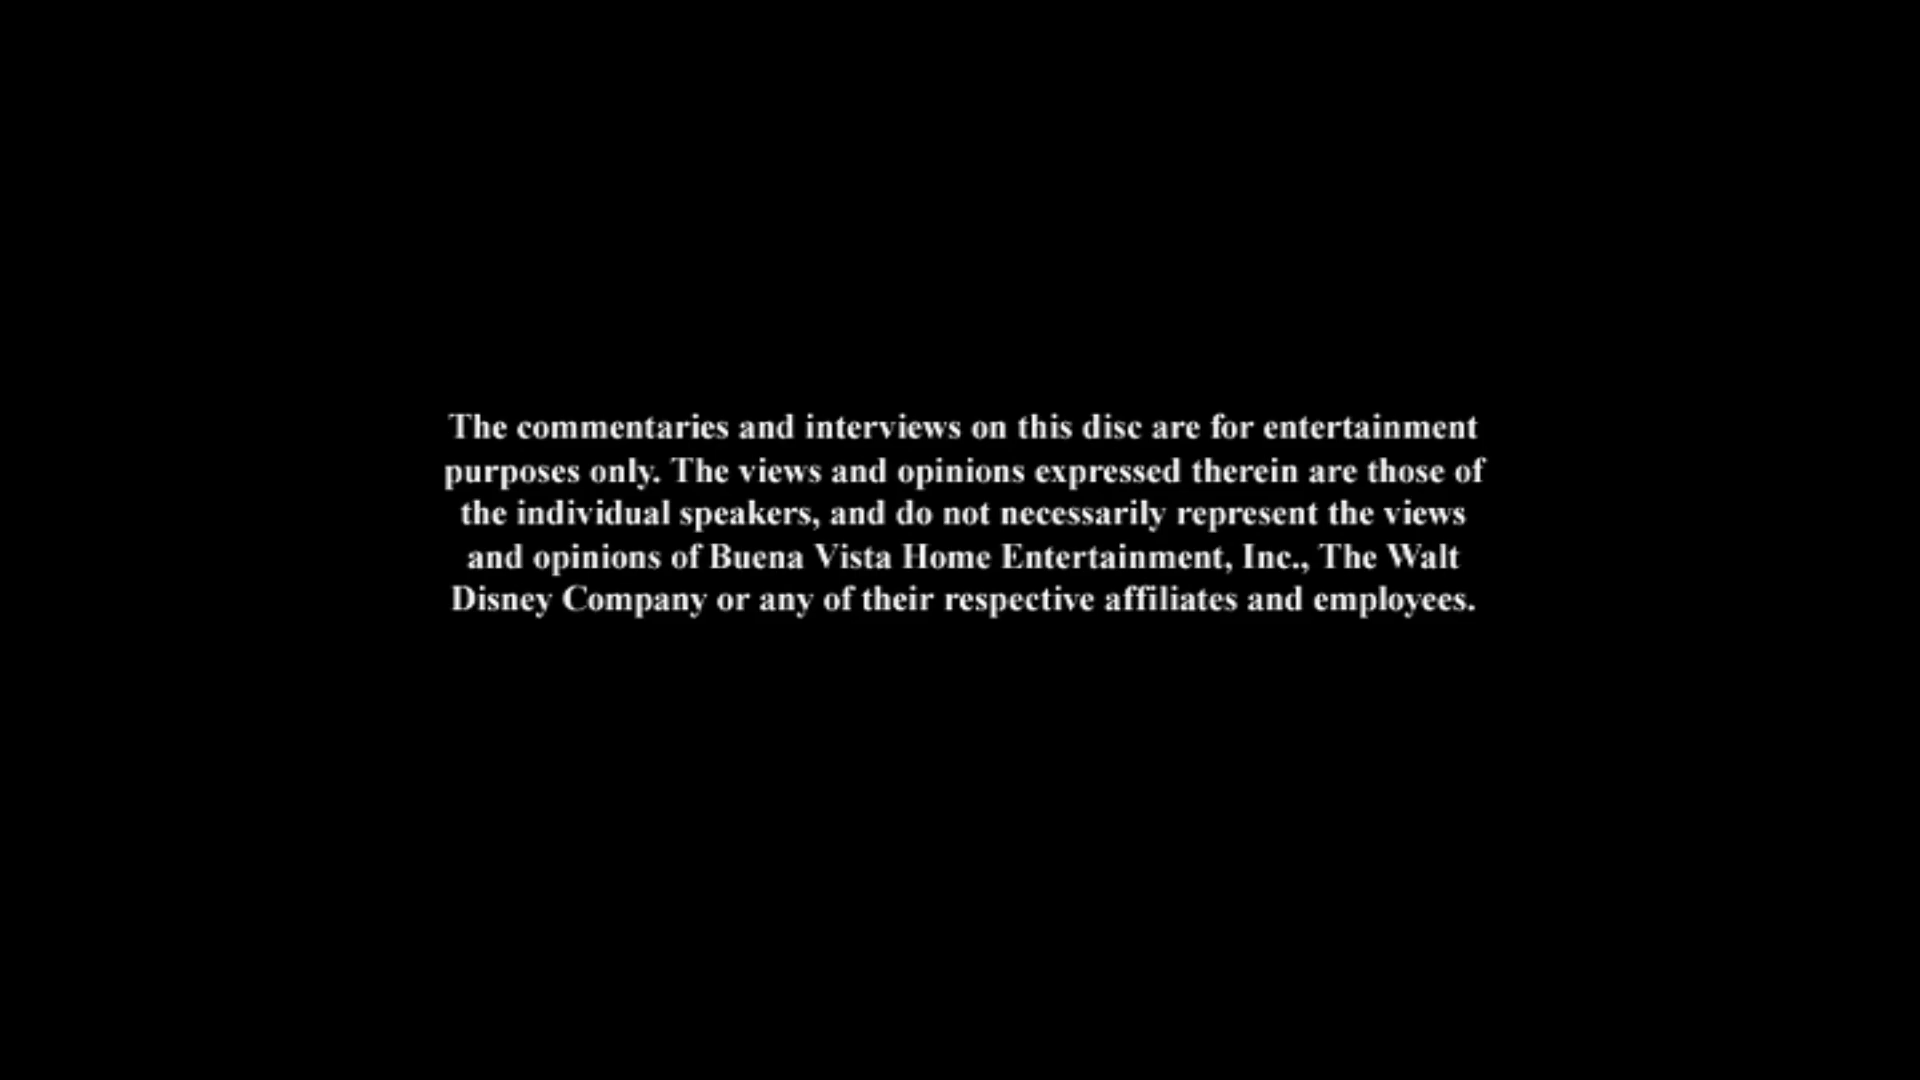 The commentaries and interviews on this disc are for entertainment
purposes only. The views and opinions expressed therein are those of
the individual speakers, and do not necessarily represent the views
and opinions of Buena Vista Home Entertainment, Inc., The Walt
Disney Company or any of their respective affiliates and employees.